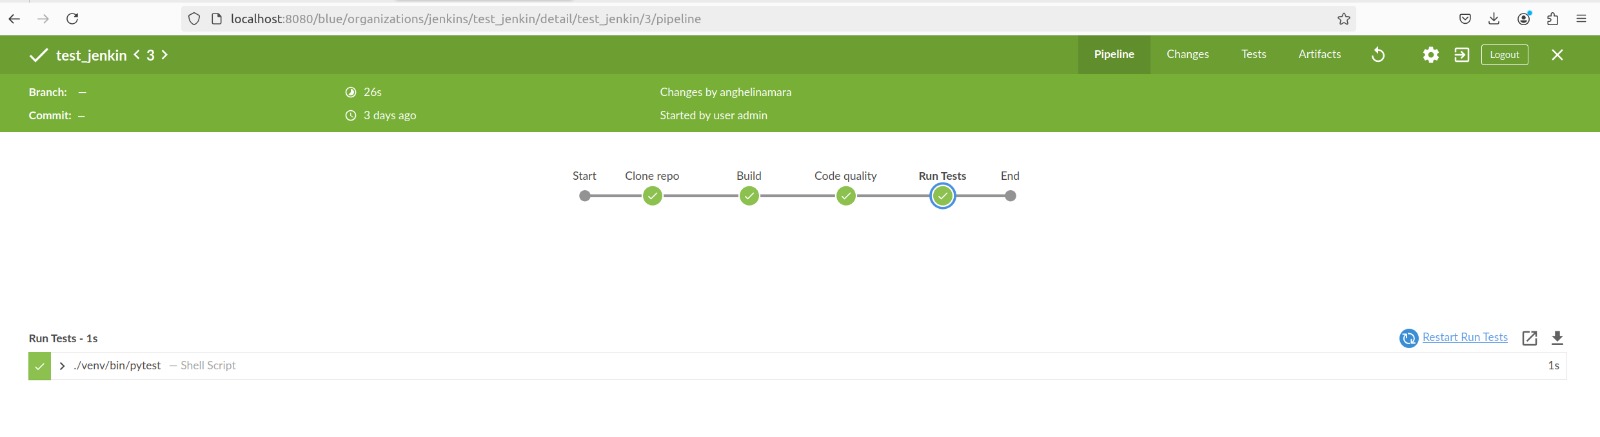 localhost:8080/blue/organizations/jenkins/test_jenkin/detail/test_jenkin/3/pipeline
test_jenkin < 3 > Pipeline Changes Tests Artifacts Logout
Branch: — 26s Changes by anghelinamara
Commit: — 3 days ago Started by user admin
Start Clone repo Build Code quality Run Tests End
Run Tests - 1s Restart Run Tests
./venv/bin/pytest — Shell Script 1s